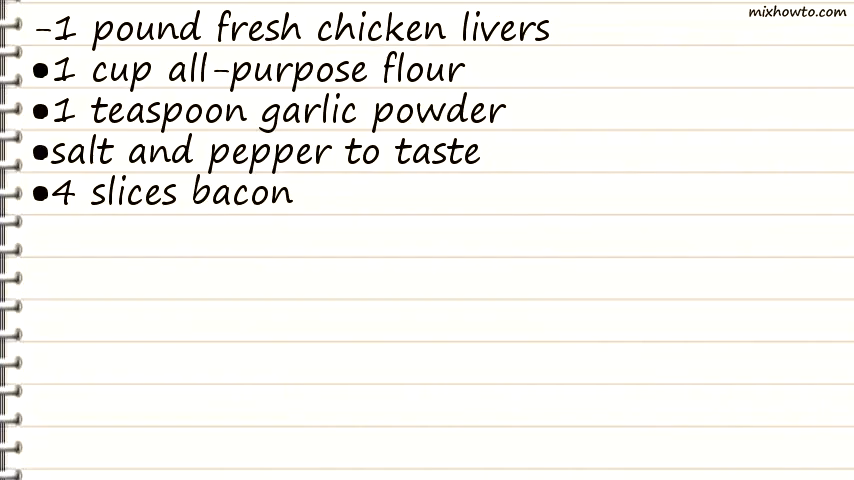 mixhowto.com
-1 pound fresh chicken livers
•1 cup all-purpose flour
•1 teaspoon garlic powder
•salt and pepper to taste
•4 slices bacon